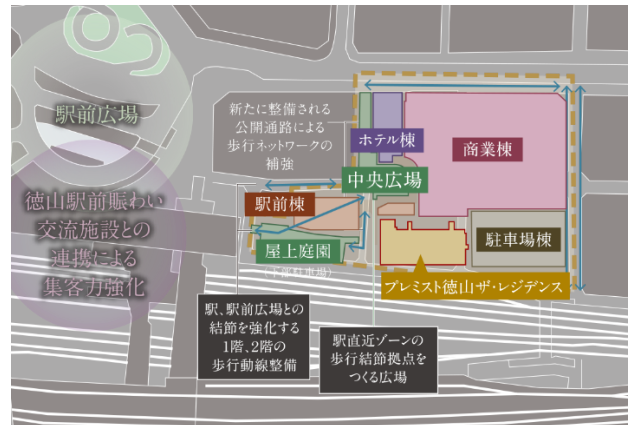 駅前広場
徳山駅前賑わい
交流施設との
連携による
集客力強化
新たに整備される
公開通路による
歩行ネットワークの
補強
ホテル棟
商業棟
中央広場
駅前棟
屋上庭園
(下部駐車場)
駐車場棟
プレミスト徳山ザ・レジデンス
駅、駅前広場との
結節を強化する
1階、2階の
歩行動線整備
駅直近ゾーンの
歩行結節拠点を
つくる広場